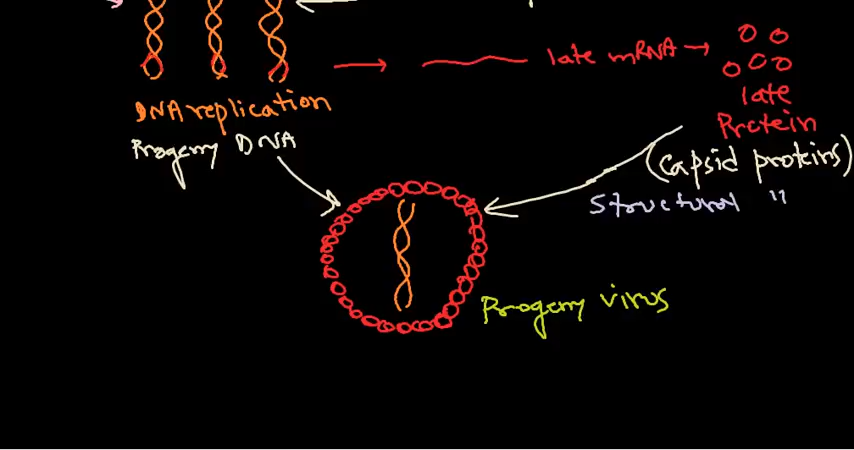 late mRNA
late
Protein
DNA replication
Progeny DNA
(capsid proteins)
Structural "
Progeny virus